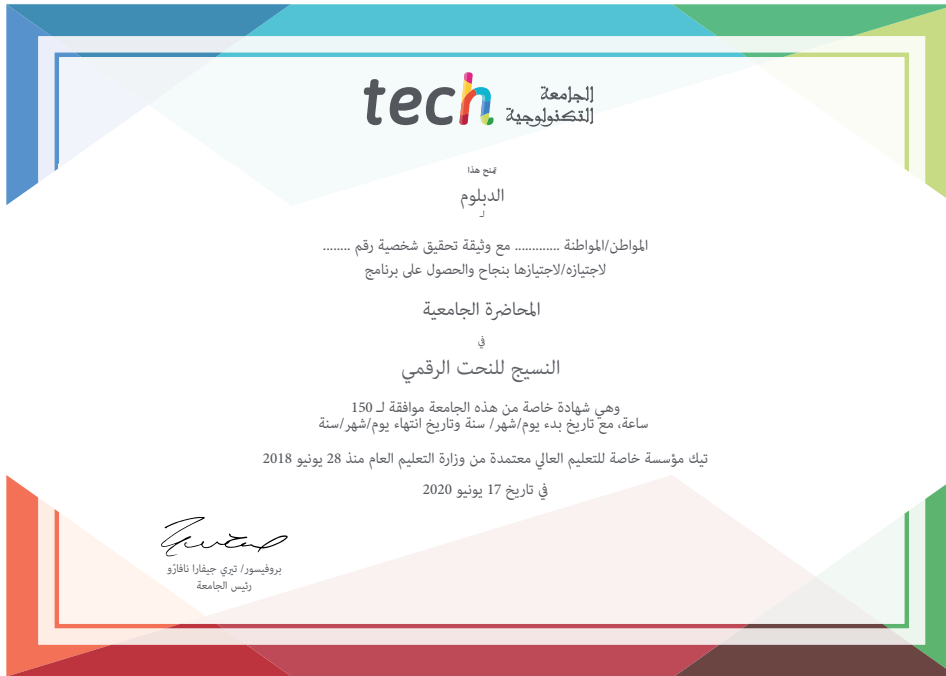 tech الجامعة
التكنولوجية
تمنح هذا
الدبلوم
لـ
المواطن/المواطنة ............. مع وثيقة تحقيق شخصية رقم ........
لاجتيازه/لاجتيازها بنجاح والحصول على برنامج
المحاضرة الجامعية
في
النسيج للنحت الرقمي
وهي شهادة خاصة من هذه الجامعة موافقة لـ 150
ساعة، مع تاريخ بدء يوم/شهر/ سنة وتاريخ انتهاء يوم/شهر/سنة
تيك مؤسسة خاصة للتعليم العالي معتمدة من وزارة التعليم العام منذ 28 يونيو 2018
في تاريخ 17 يونيو 2020
بروفيسور/ تيري جيفارا نافارّو
رئيس الجامعة